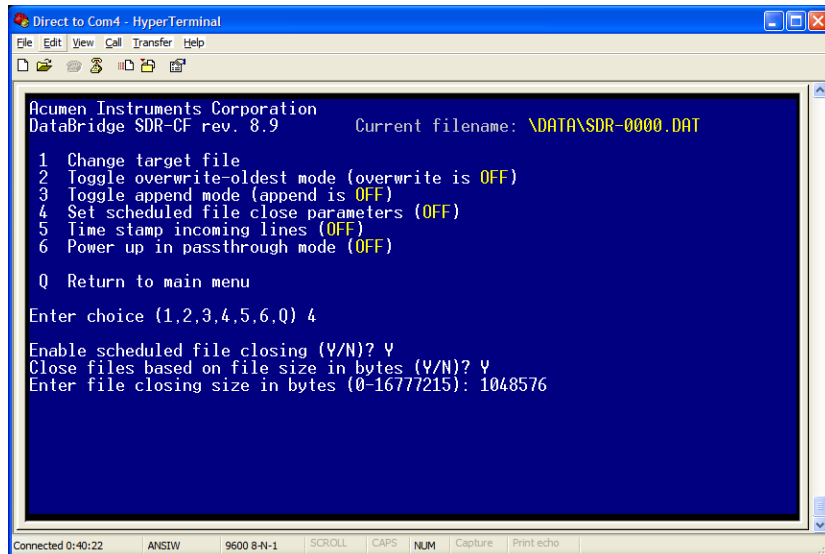 Direct to Com4 - HyperTerminal
File Edit View Call Transfer Help
Acumen Instruments Corporation
DataBridge SDR-CF rev. 8.9 Current filename: \DATA\SDR-0000.DAT
1 Change target file
2 Toggle overwrite-oldest mode (overwrite is OFF)
3 Toggle append mode (append is OFF)
4 Set scheduled file close parameters (OFF)
5 Time stamp incoming lines (OFF)
6 Power up in passthrough mode (OFF)
Q Return to main menu
Enter choice (1,2,3,4,5,6,Q) 4
Enable scheduled file closing (Y/N)? Y
Close files based on file size in bytes (Y/N)? Y
Enter file closing size in bytes (0-16777215): 1048576
Connected 0:40:22 ANSIW 9600 8-N-1 SCROLL CAPS NUM Capture Print echo